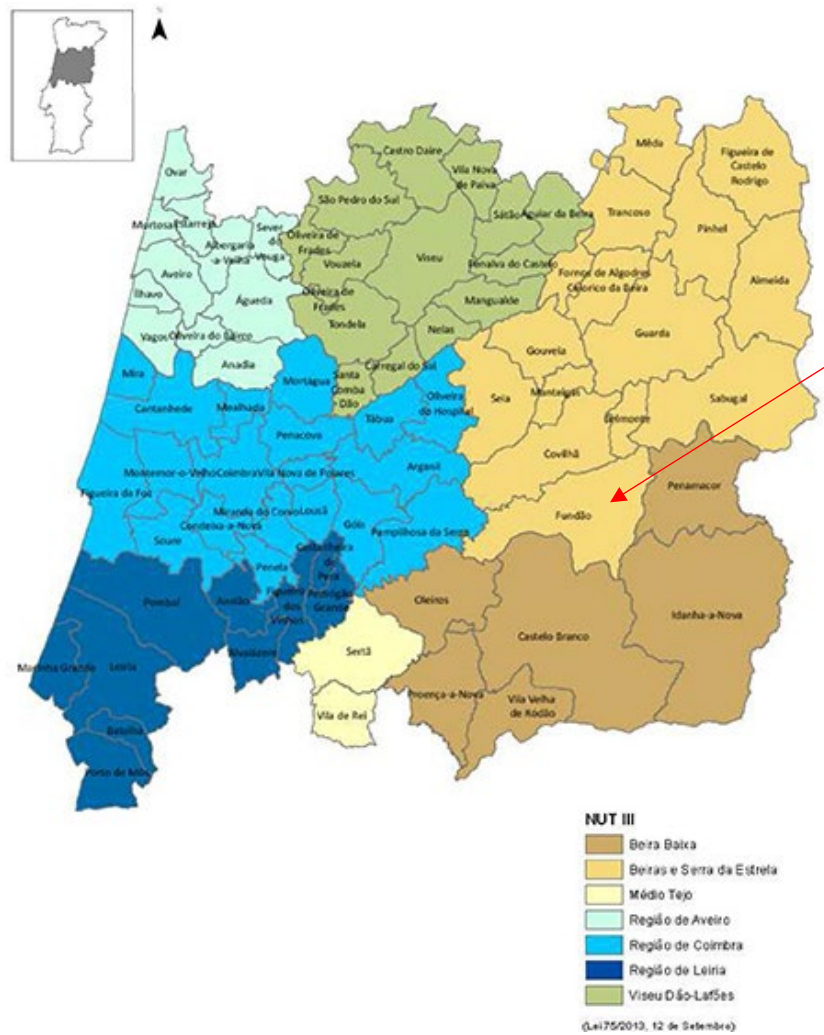 N
Ovar
Castro Daire
Vila Nova
de Paiva
Mêda
Figueira de
Castelo
Rodrigo
São Pedro do Sal
Sátão
Aguiar da Beira
Trancoso
Pinhel
Murtosa
Estarreja
Sever
do
Vouga
Albergaria
-a-Velha
Oliveira de
Frades
Vouzela
Viseu
Penalva do Castelo
Fornos de Algodres
Celorico da Beira
Almeida
Aveiro
Ílhavo
Águeda
Oliveira de
Frades
Mangualde
Guarda
Vagos
Oliveira do Bairro
Tondela
Nelas
Gouveia
Anadia
Carregal do Sal
Santa
Comba
Dão
Mira
Mortágua
Oliveira
do Hospital
Seia
Manteigas
Belmonte
Sabugal
Cantanhede
Mealhada
Tábua
Penacova
Covilhã
Montemor-o-Velho
Coimbra
Vila Nova de Poiares
Arganil
Penamacor
Figueira da Foz
Miranda do Corvo
Lousã
Condeixa-a-Nova
Góis
Pampilhosa da Serra
Fundão
Soure
Penela
Castanheira
de
Pera
Pombal
Ansião
Figueiró
dos
Vinhos
Pedrógão
Grande
Oleiros
Castelo Branco
Idanha-a-Nova
Alvaiázere
Sertã
Marinha Grande
Leiria
Proença-a-Nova
Vila Velha
de Rodão
Vila de Rei
Batalha
Porto de Mós
NUT III
Beira Baixa
Beiras e Serra da Estrela
Médio Tejo
Região de Aveiro
Região de Coimbra
Região de Leiria
Viseu Dão-Lafões
(Lei 75/2013, 12 de Setembro)